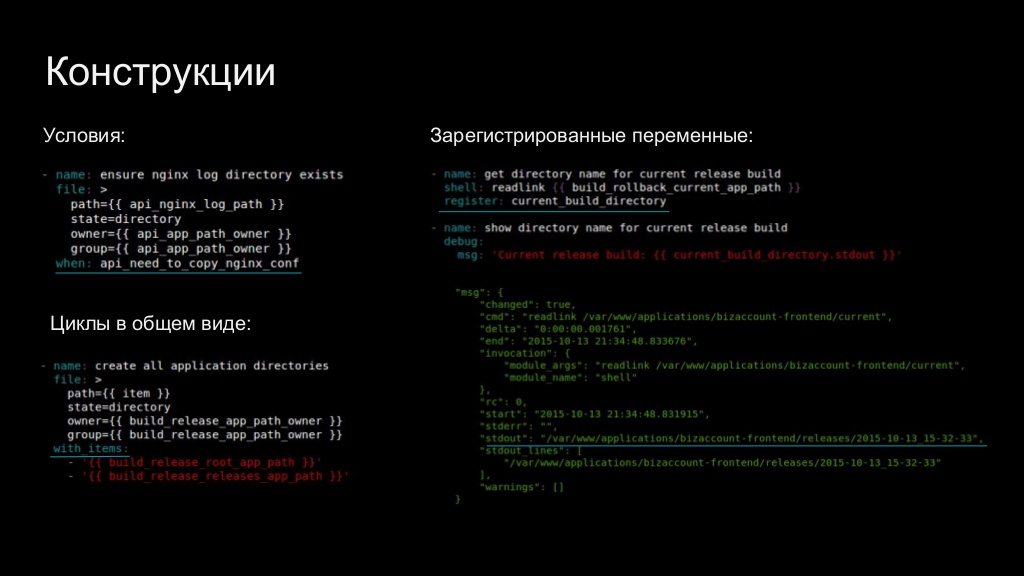 Конструкции
Условия:
- name: ensure nginx log directory exists
file: >
path={{ api_nginx_log_path }}
state=directory
owner={{ api_app_path_owner }}
group={{ api_app_path_owner }}
when: api_need_to_copy_nginx_conf
Циклы в общем виде:
- name: create all application directories
file: >
path={{ item }}
state=directory
owner={{ build_release_app_path_owner }}
group={{ build_release_app_path_owner }}
with_items:
- '{{ build_release_root_app_path }}'
- '{{ build_release_releases_app_path }}'
Зарегистрированные переменные:
- name: get directory name for current release build
shell: readlink {{ build_rollback_current_app_path }}
register: current_build_directory
- name: show directory name for current release build
debug:
msg: 'Current release build: {{ current_build_directory.stdout }}'
"msg": {
"changed": true,
"cmd": "readlink /var/www/applications/bizaccount-frontend/current",
"delta": "0:00:00.001761",
"end": "2015-10-13 21:34:48.833676",
"invocation": {
"module_args": "readlink /var/www/applications/bizaccount-frontend/current",
"module_name": "shell"
},
"rc": 0,
"start": "2015-10-13 21:34:48.831915",
"stderr": "",
"stdout": "/var/www/applications/bizaccount-frontend/releases/2015-10-13_15-32-33",
"stdout_lines": [
"/var/www/applications/bizaccount-frontend/releases/2015-10-13_15-32-33"
],
"warnings": []
}